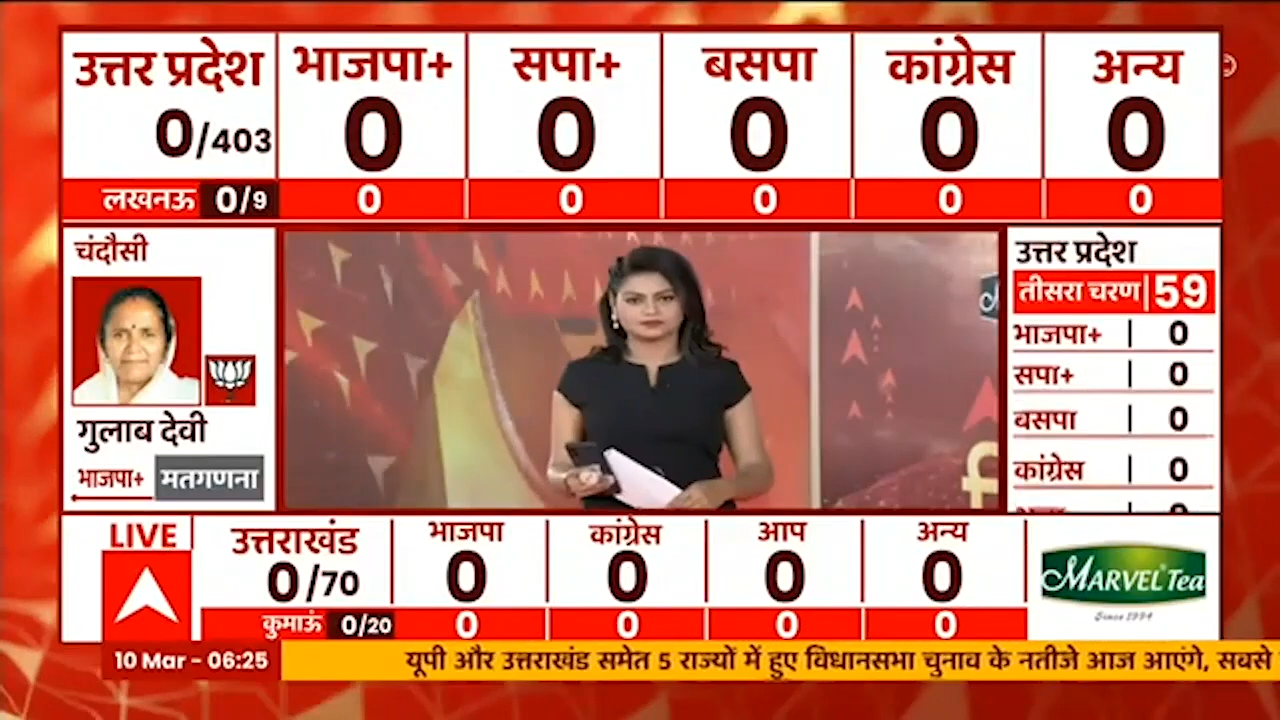 उत्तर प्रदेश भाजपा+ सपा+ बसपा कांग्रेस अन्य
0/403 0 0 0 0 0
लखनऊ 0/9 0 0 0 0 0
चंदौसी
गुलाब देवी
भाजपा+ मतगणना
उत्तर प्रदेश
तीसरा चरण 59
भाजपा+ 0
सपा+ 0
बसपा 0
कांग्रेस 0
LIVE
उत्तराखंड भाजपा कांग्रेस आप अन्य
0/70 0 0 0 0
कुमाऊं 0/20 0 0 0 0
MARVEL Tea
Since 1994
10 Mar - 06:25
यूपी और उत्तराखंड समेत 5 राज्यों में हुए विधानसभा चुनाव के नतीजे आज आएंगे, सबसे